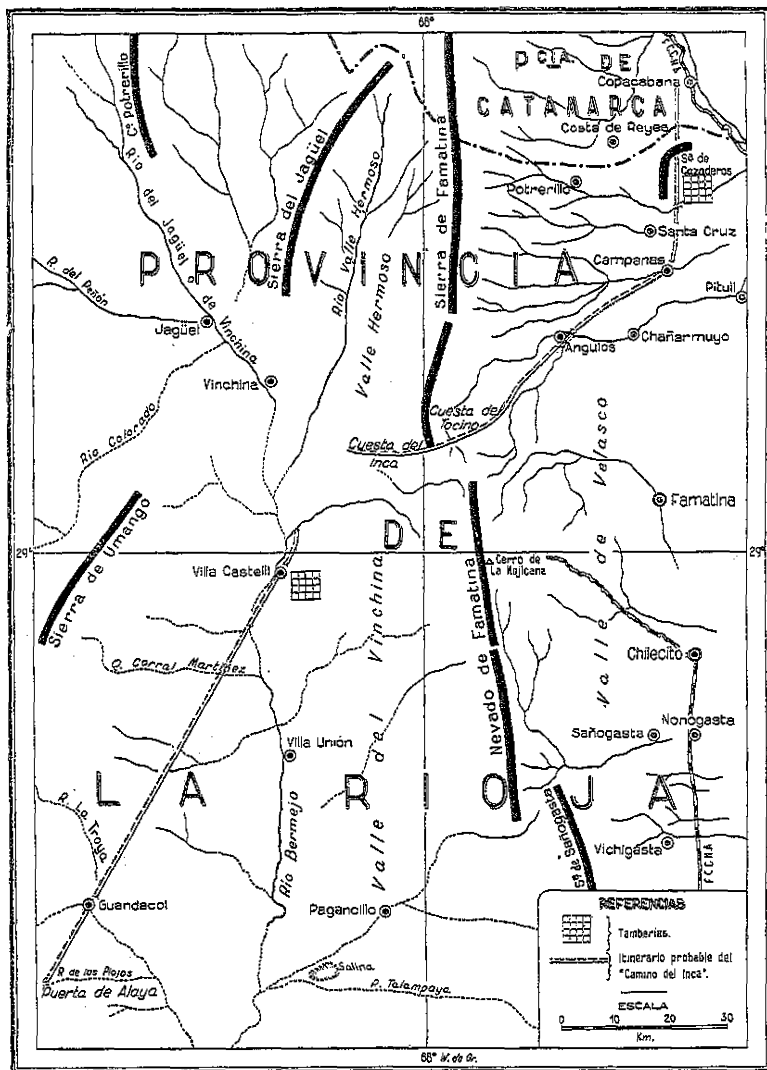 68°
PCIA. DE
CATAMARCA
FCCNA
Copacabana
Costa de Reyes
Cº Potrerillo
Río del Jagüel o de Vinchina
Sierra del Jagüel
Río Valle Hermoso
Valle Hermoso
Sierra de Famatina
Sª de Cazaderos
Potrerillo
Santa Cruz
PROVINCIA
Campanas
R. del Peñón
Pituil
Jagüel
Angulos
Chañarmuyo
Vinchina
Río Colorado
Cuesta de Tocino
Cuesta del Inca
Valle de Velasco
Famatina
Sierra de Umango
DE
29°
29°
Villa Castelli
Cerro de La Mejicana
Nevado de Famatina
Valle del Vinchina
Q. Corral Martínez
Chilecito
Sañogasta
Nonogasta
Villa Unión
LA RIOJA
R. La Troya
Río Bermejo
Sª de Sañogasta
Vichigasta
FCCNA
Guandacol
Pagancillo
R. de los Piojos
Puerta de Alaya
Salina
R. Talampaya
REFERENCIAS
Tamberías.
Itinerario probable del
"Camino del Inca".
ESCALA
0 10 20 30
Km.
68° W. de Gr.